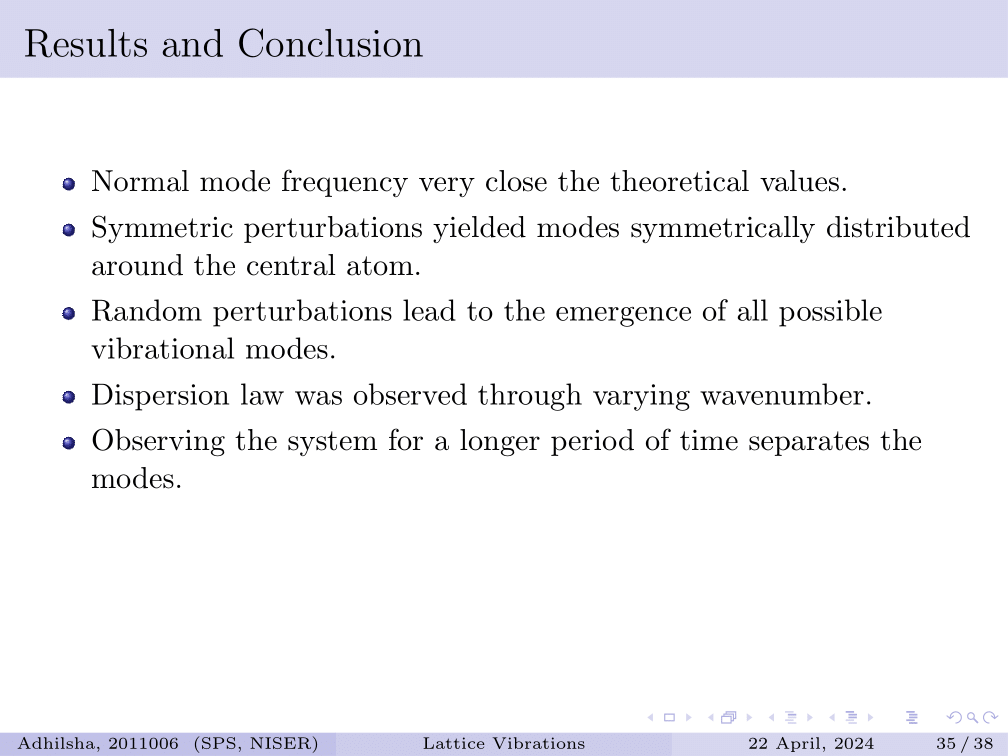 Results and Conclusion
Normal mode frequency very close the theoretical values.
Symmetric perturbations yielded modes symmetrically distributed
around the central atom.
Random perturbations lead to the emergence of all possible
vibrational modes.
Dispersion law was observed through varying wavenumber.
Observing the system for a longer period of time separates the
modes.
Adhilsha, 2011006 (SPS, NISER) Lattice Vibrations 22 April, 2024 35 / 38